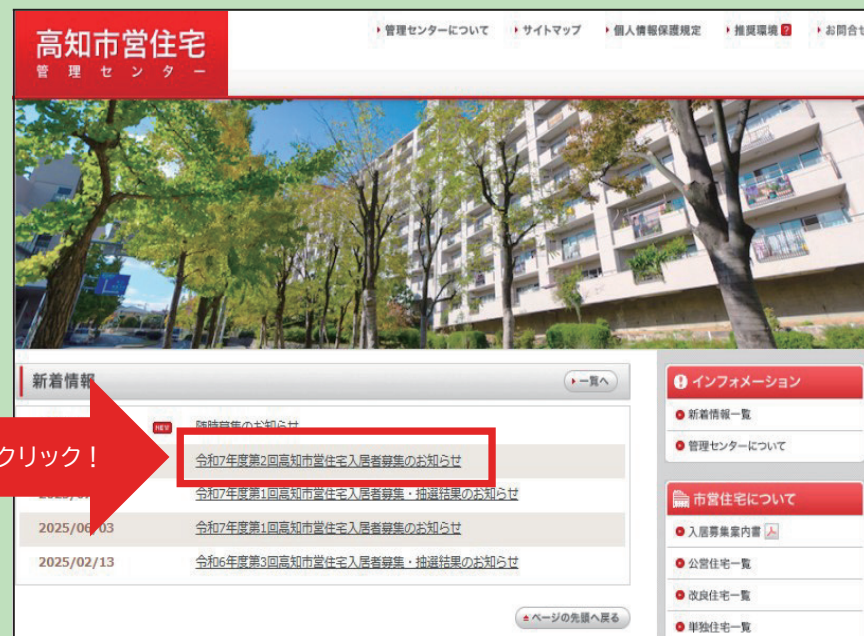 高知市営住宅
管理センター
管理センターについて
サイトマップ
個人情報保護規定
推奨環境 ?
お問合せ
新着情報
一覧へ
NEW 随時募集のお知らせ
クリック！
令和7年度第2回高知市営住宅入居者募集のお知らせ
令和7年度第1回高知市営住宅入居者募集・抽選結果のお知らせ
2025/06/03 令和7年度第1回高知市営住宅入居者募集のお知らせ
2025/02/13 令和6年度第3回高知市営住宅入居者募集・抽選結果のお知らせ
ページの先頭へ戻る
インフォメーション
新着情報一覧
管理センターについて
市営住宅について
入居募集案内書
公営住宅一覧
改良住宅一覧
単独住宅一覧